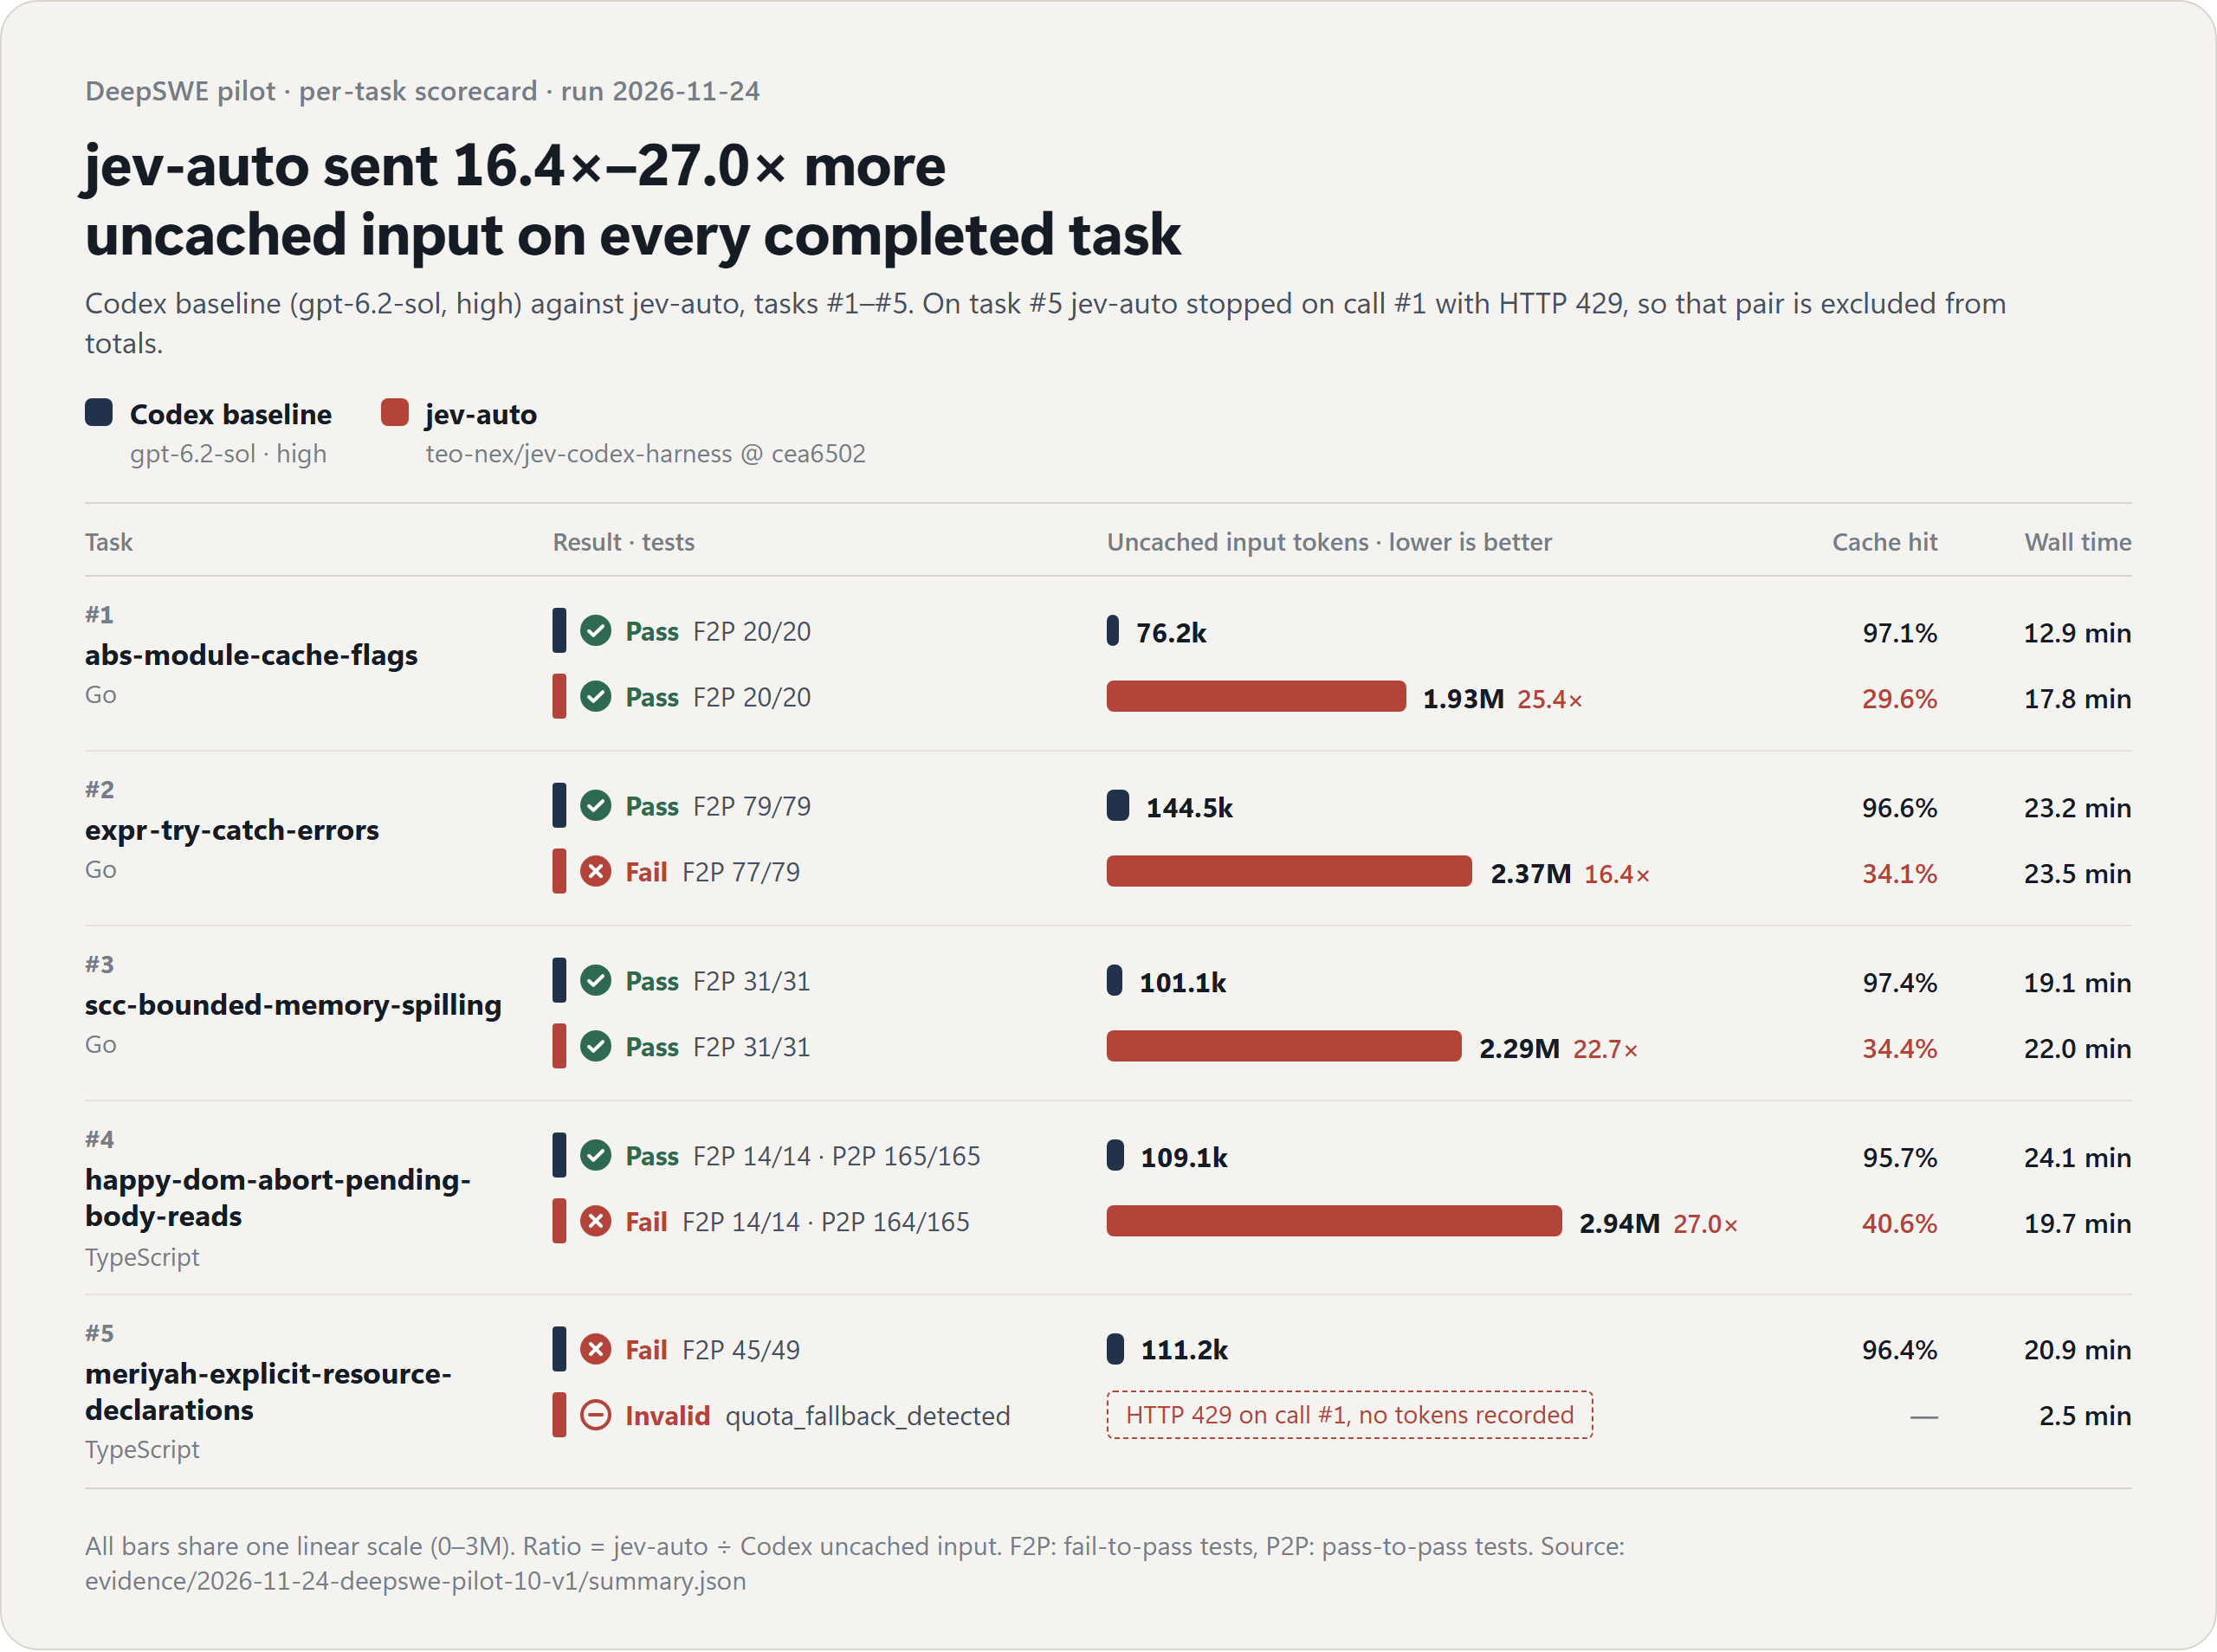 DeepSWE pilot · per-task scorecard · run 2026-11-24
jev-auto sent 16.4×–27.0× more
uncached input on every completed task
Codex baseline (gpt-6.2-sol, high) against jev-auto, tasks #1–#5. On task #5 jev-auto stopped on call #1 with HTTP 429, so that pair is excluded from
totals.
Codex baseline
gpt-6.2-sol · high
jev-auto
teo-nex/jev-codex-harness @ cea6502
Task Result · tests Uncached input tokens · lower is better Cache hit Wall time
#1
abs-module-cache-flags
Go
Pass F2P 20/20 76.2k 97.1% 12.9 min
Pass F2P 20/20 1.93M 25.4× 29.6% 17.8 min
#2
expr-try-catch-errors
Go
Pass F2P 79/79 144.5k 96.6% 23.2 min
Fail F2P 77/79 2.37M 16.4× 34.1% 23.5 min
#3
scc-bounded-memory-spilling
Go
Pass F2P 31/31 101.1k 97.4% 19.1 min
Pass F2P 31/31 2.29M 22.7× 34.4% 22.0 min
#4
happy-dom-abort-pending-
body-reads
TypeScript
Pass F2P 14/14 · P2P 165/165 109.1k 95.7% 24.1 min
Fail F2P 14/14 · P2P 164/165 2.94M 27.0× 40.6% 19.7 min
#5
meriyah-explicit-resource-
declarations
TypeScript
Fail F2P 45/49 111.2k 96.4% 20.9 min
Invalid quota_fallback_detected HTTP 429 on call #1, no tokens recorded — 2.5 min
All bars share one linear scale (0–3M). Ratio = jev-auto ÷ Codex uncached input. F2P: fail-to-pass tests, P2P: pass-to-pass tests. Source:
evidence/2026-11-24-deepswe-pilot-10-v1/summary.json